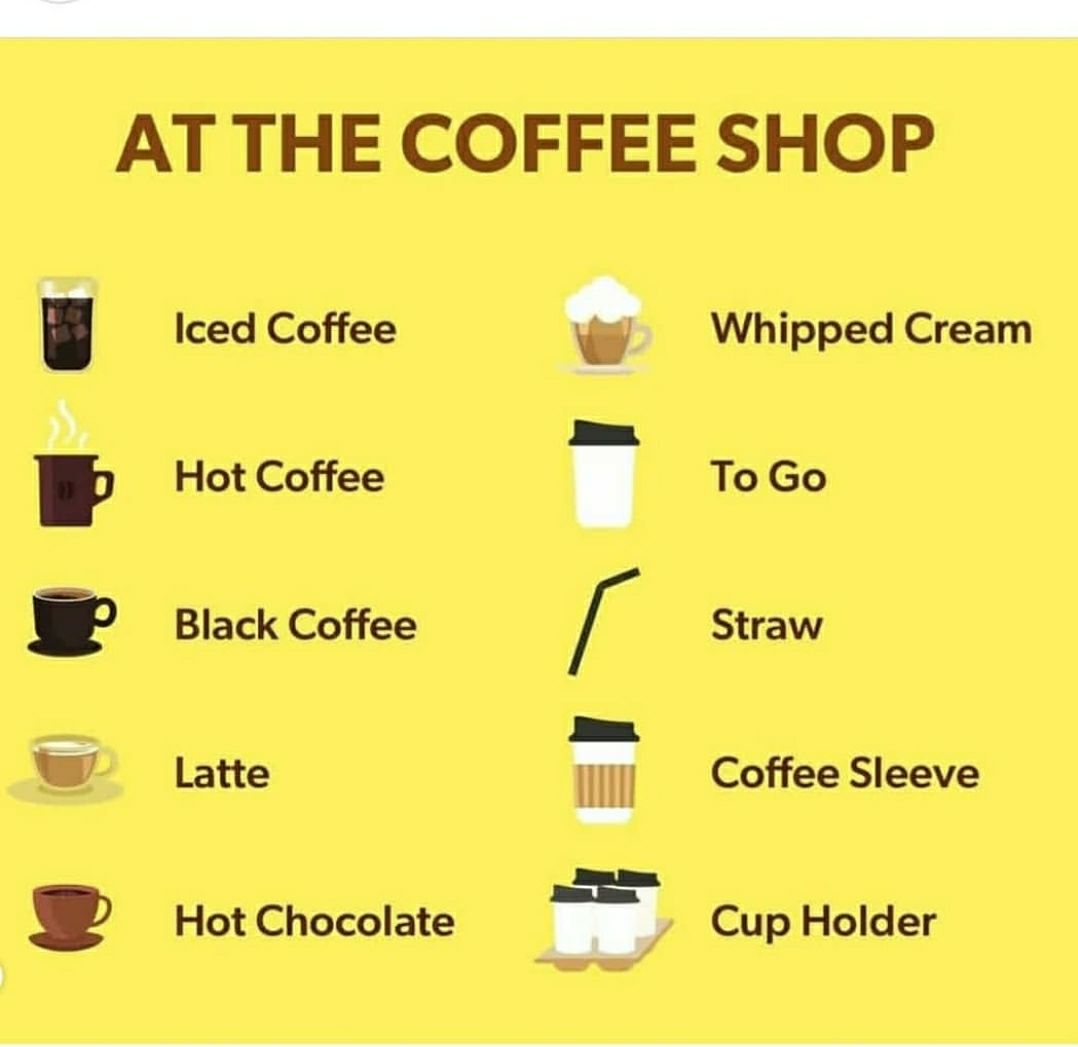 AT THE COFFEE SHOP
Iced Coffee
Hot Coffee
Black Coffee
Latte
Hot Chocolate
Whipped Cream
To Go
Straw
Coffee Sleeve
Cup Holder